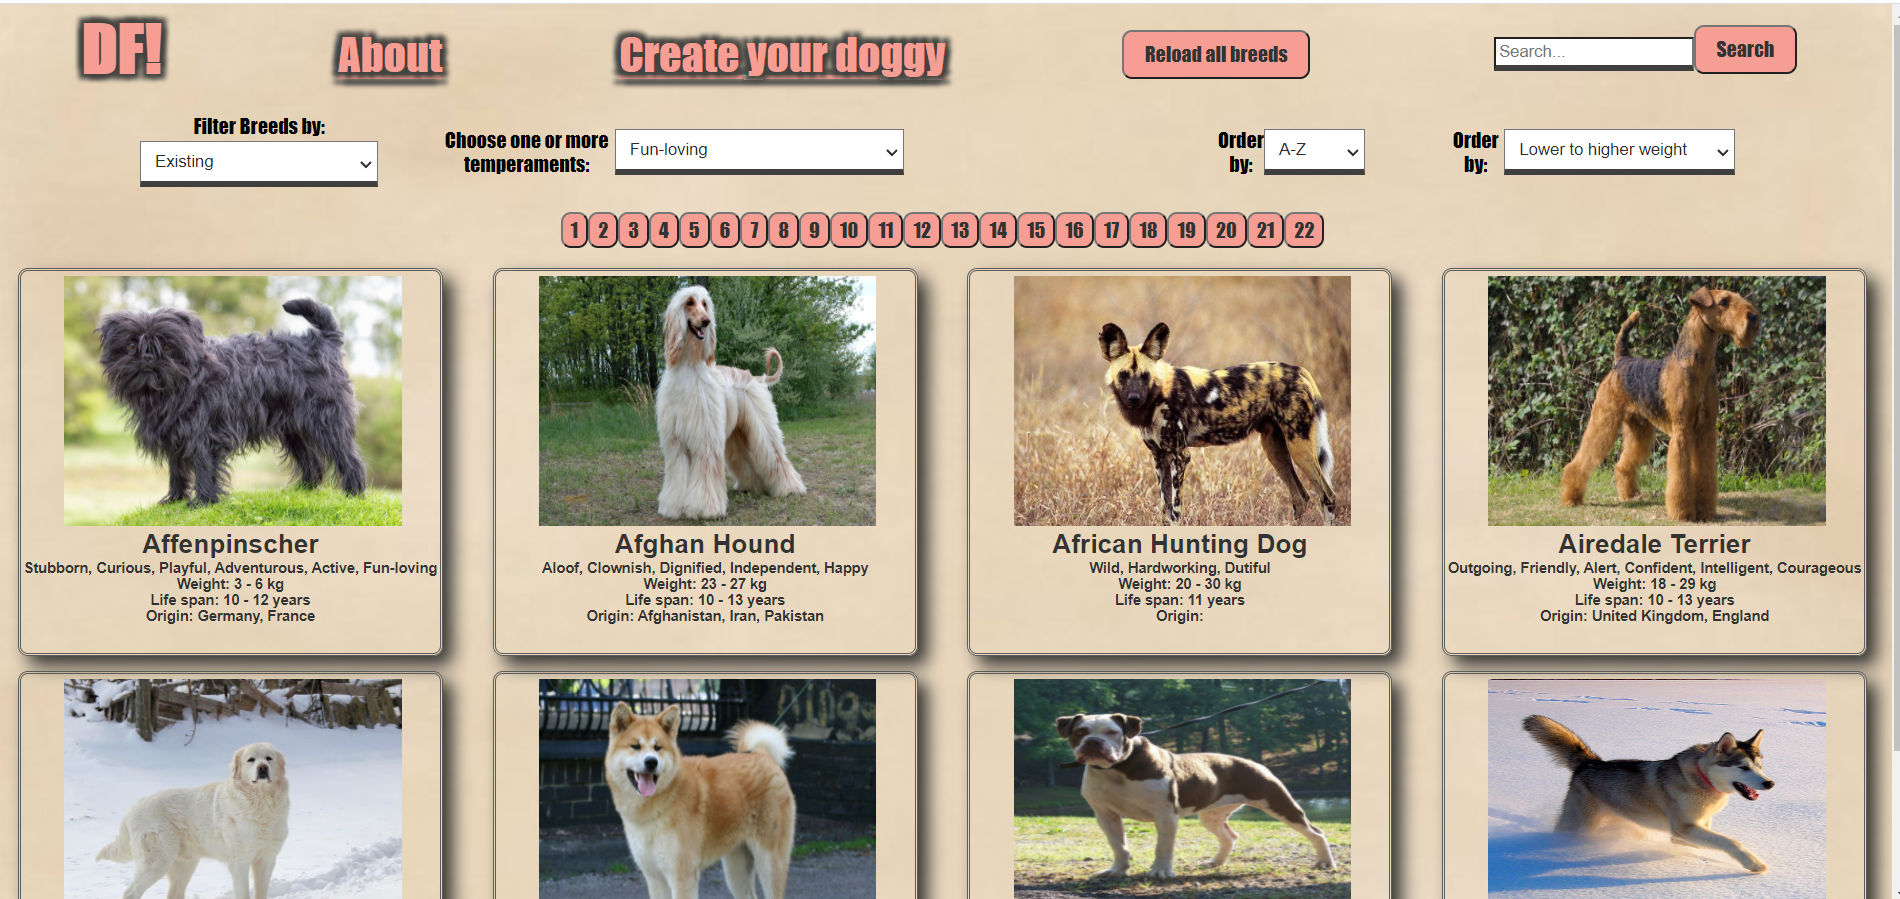 DF!
About
Create your doggy
Reload all breeds
Search...
Search
Filter Breeds by:
Existing
Choose one or more
temperaments:
Fun-loving
Order
by:
A-Z
Order
by:
Lower to higher weight
1 2 3 4 5 6 7 8 9 10 11 12 13 14 15 16 17 18 19 20 21 22
Affenpinscher
Stubborn, Curious, Playful, Adventurous, Active, Fun-loving
Weight: 3 - 6 kg
Life span: 10 - 12 years
Origin: Germany, France
Afghan Hound
Aloof, Clownish, Dignified, Independent, Happy
Weight: 23 - 27 kg
Life span: 10 - 13 years
Origin: Afghanistan, Iran, Pakistan
African Hunting Dog
Wild, Hardworking, Dutiful
Weight: 20 - 30 kg
Life span: 11 years
Origin:
Airedale Terrier
Outgoing, Friendly, Alert, Confident, Intelligent, Courageous
Weight: 18 - 29 kg
Life span: 10 - 13 years
Origin: United Kingdom, England